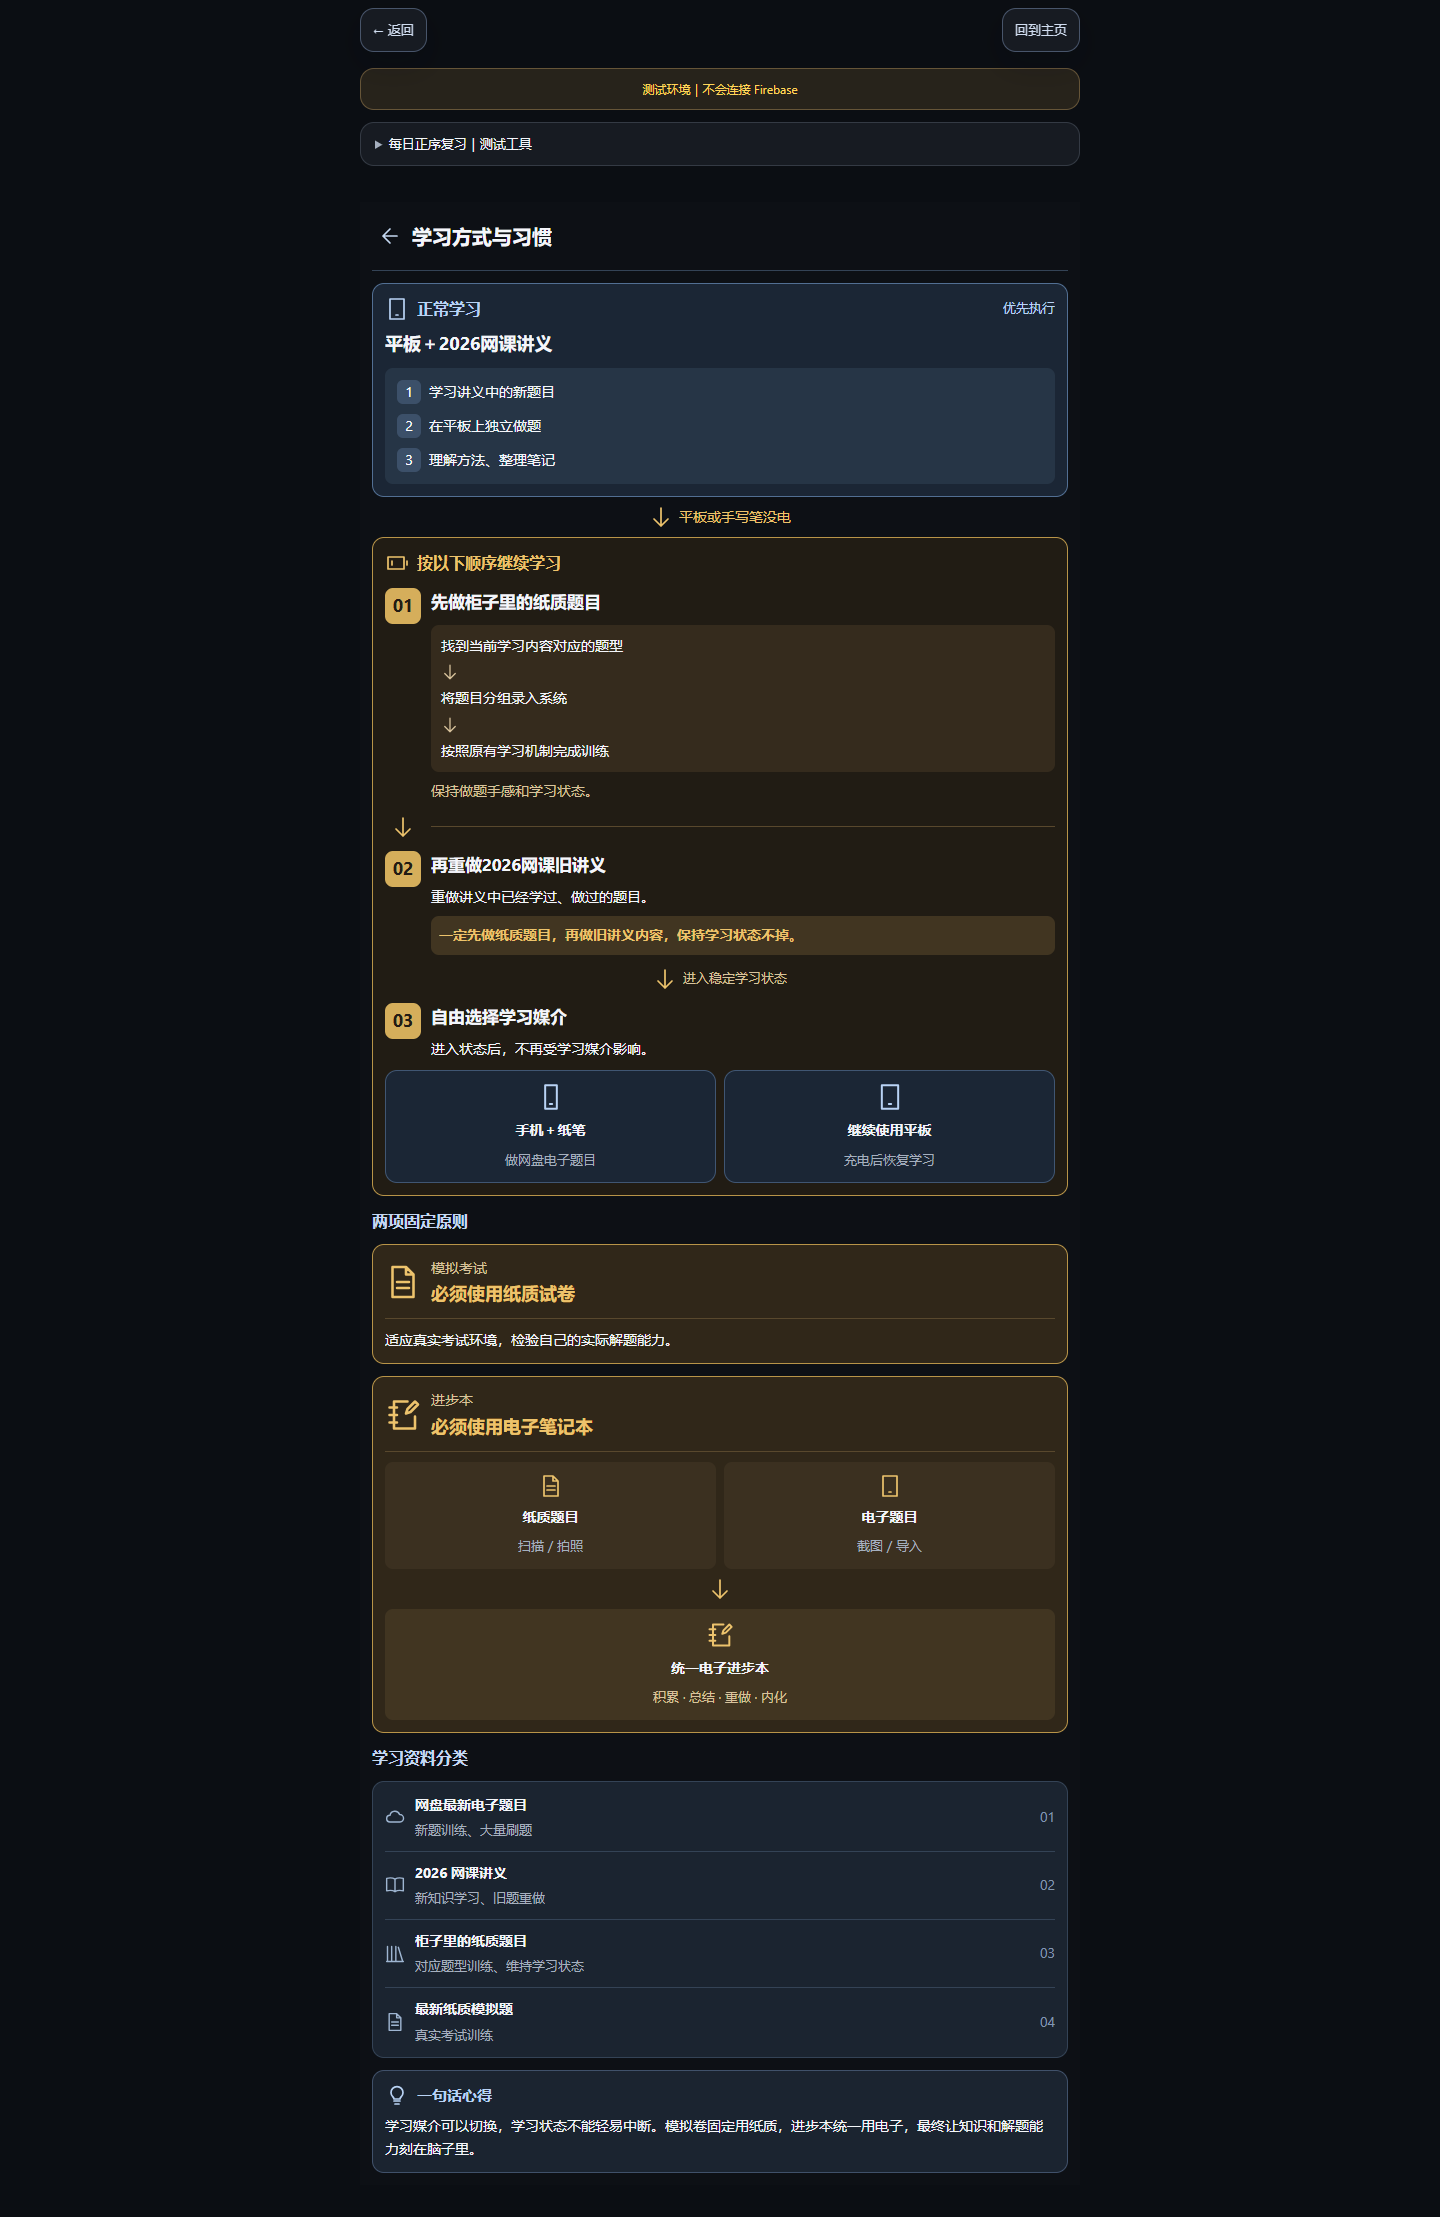 ← 返回
回到主页
测试环境 | 不会连接 Firebase
▶ 每日正序复习 | 测试工具
← 学习方式与习惯
正常学习
优先执行
平板 + 2026网课讲义
1 学习讲义中的新题目
2 在平板上独立做题
3 理解方法、整理笔记
↓ 平板或手写笔没电
按以下顺序继续学习
01 先做柜子里的纸质题目
找到当前学习内容对应的题型
↓
将题目分组录入系统
↓
按照原有学习机制完成训练
保持做题手感和学习状态。
↓
02 再重做2026网课旧讲义
重做讲义中已经学过、做过的题目。
一定先做纸质题目，再做旧讲义内容，保持学习状态不掉。
↓ 进入稳定学习状态
03 自由选择学习媒介
进入状态后，不再受学习媒介影响。
手机 + 纸笔
做网盘电子题目
继续使用平板
充电后恢复学习
两项固定原则
模拟考试
必须使用纸质试卷
适应真实考试环境，检验自己的实际解题能力。
进步本
必须使用电子笔记本
纸质题目
扫描 / 拍照
电子题目
截图 / 导入
↓
统一电子进步本
积累 · 总结 · 重做 · 内化
学习资料分类
网盘最新电子题目
新题训练、大量刷题
01
2026 网课讲义
新知识学习、旧题重做
02
柜子里的纸质题目
对应题型训练、维持学习状态
03
最新纸质模拟题
真实考试训练
04
一句话心得
学习媒介可以切换，学习状态不能轻易中断。模拟卷固定用纸质，进步本统一用电子，最终让知识和解题能
力刻在脑子里。